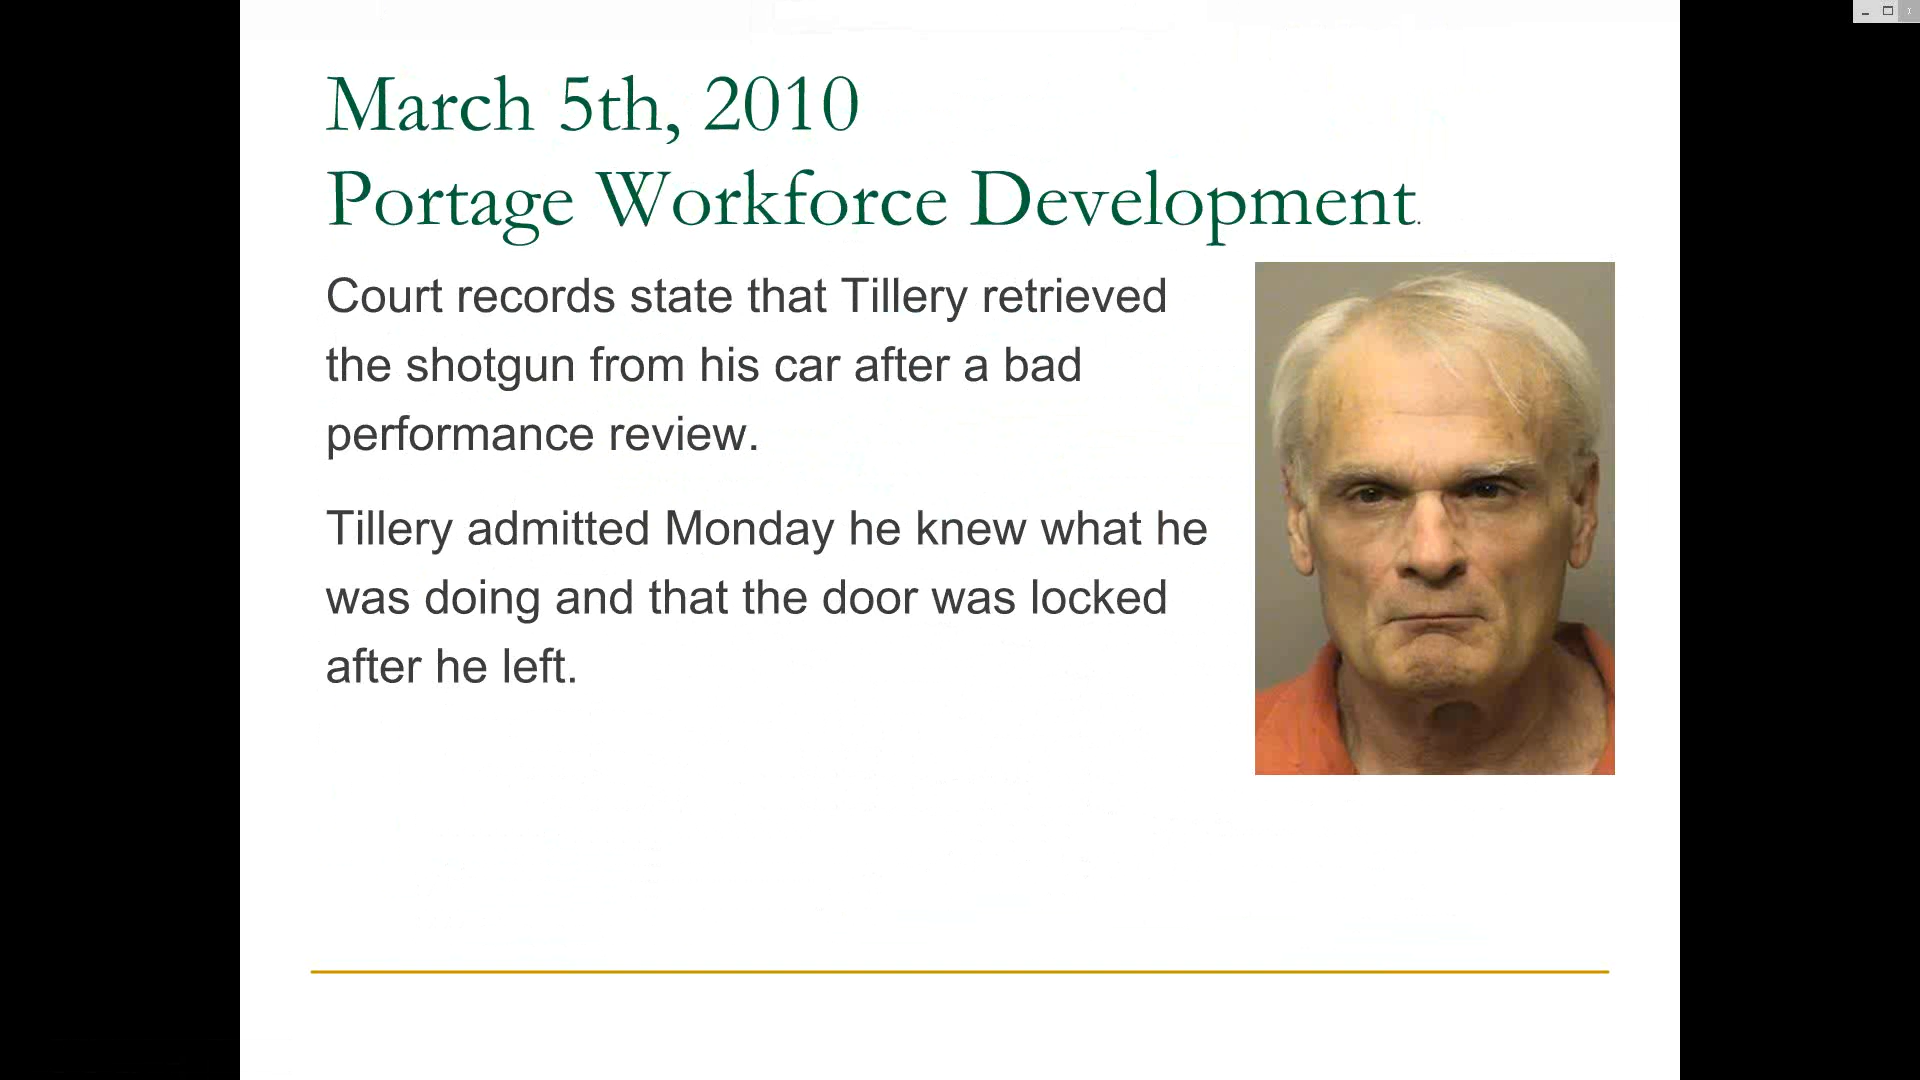 March 5th, 2010
Portage Workforce Development.
Court records state that Tillery retrieved
the shotgun from his car after a bad
performance review.
Tillery admitted Monday he knew what he
was doing and that the door was locked
after he left.